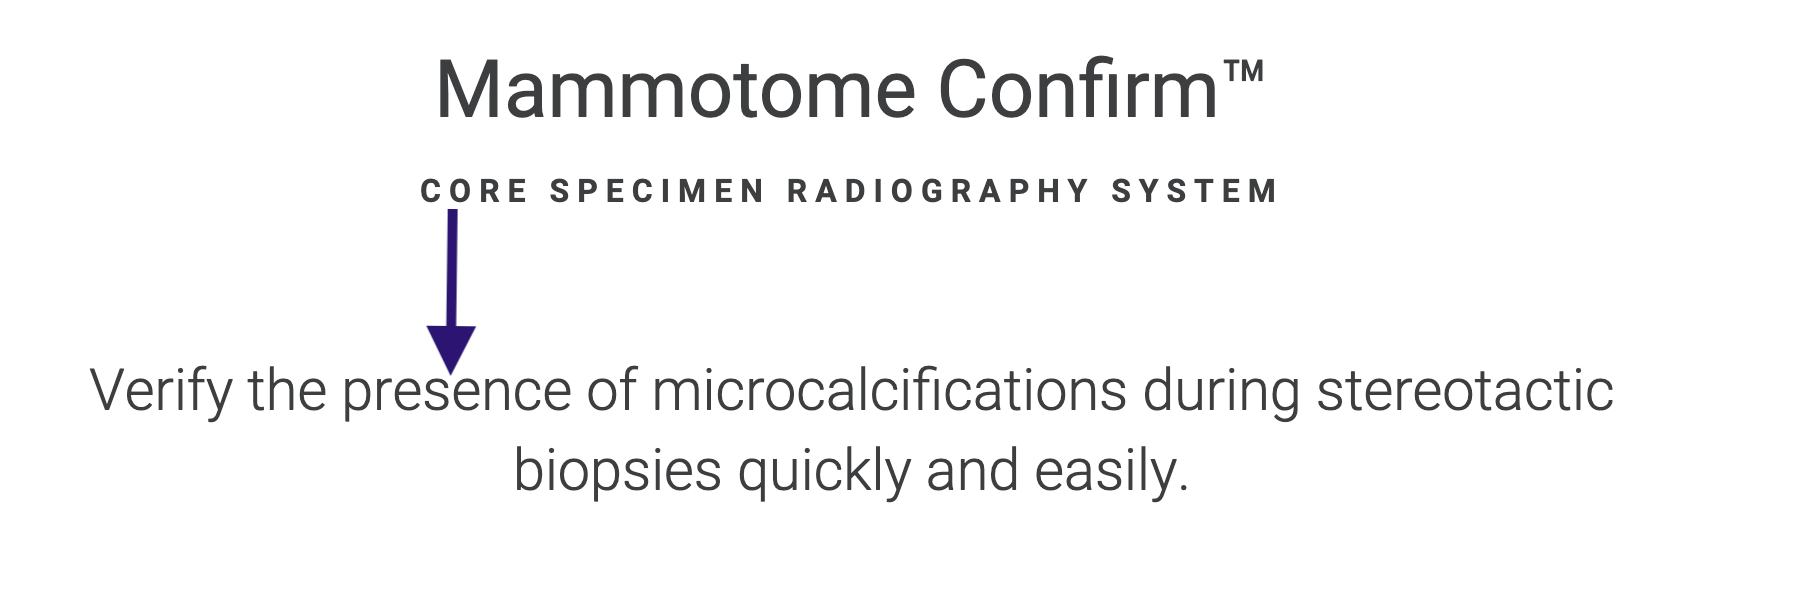 Mammotome Confirm™
CORE SPECIMEN RADIOGRAPHY SYSTEM
Verify the presence of microcalcifications during stereotactic
biopsies quickly and easily.